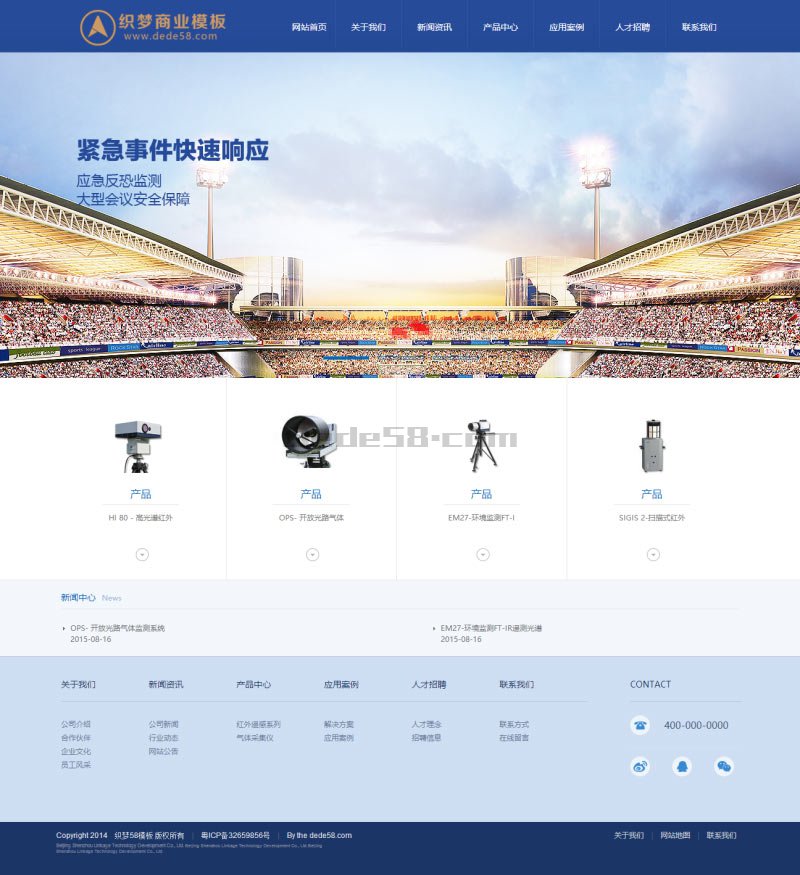 织梦商业模板
www.dede58.com
网站首页 关于我们 新闻资讯 产品中心 应用案例 人才招聘 联系我们
紧急事件快速响应
应急反恐监测
大型会议安全保障
de58.com
产品 产品 产品 产品
HI 80 - 高光谱红外 OPS- 开放光路气体 EM27-环境监测FT-I SIGIS 2-扫描式红外
新闻中心 News
OPS- 开放光路气体监测系统 EM27-环境监测FT-IR遥测光谱
2015-08-16 2015-08-16
关于我们 新闻资讯 产品中心 应用案例 人才招聘 联系我们 CONTACT
公司介绍 公司新闻 红外遥感系列 解决方案 人才理念 联系方式 400-000-0000
合作伙伴 行业动态 气体采集仪 应用案例 招聘信息 在线留言
企业文化 网站公告
员工风采
Copyright 2014 织梦58模板 版权所有 | 粤ICP备32659856号 | By the dede58.com 关于我们 | 网站地图 | 联系我们
Beijing Shenzhou Linkage Technology Development Co., Ltd. Beijing Shenzhou Linkage Technology Development Co., Ltd. Beijing
Shenzhou Linkage Technology Development Co., Ltd.